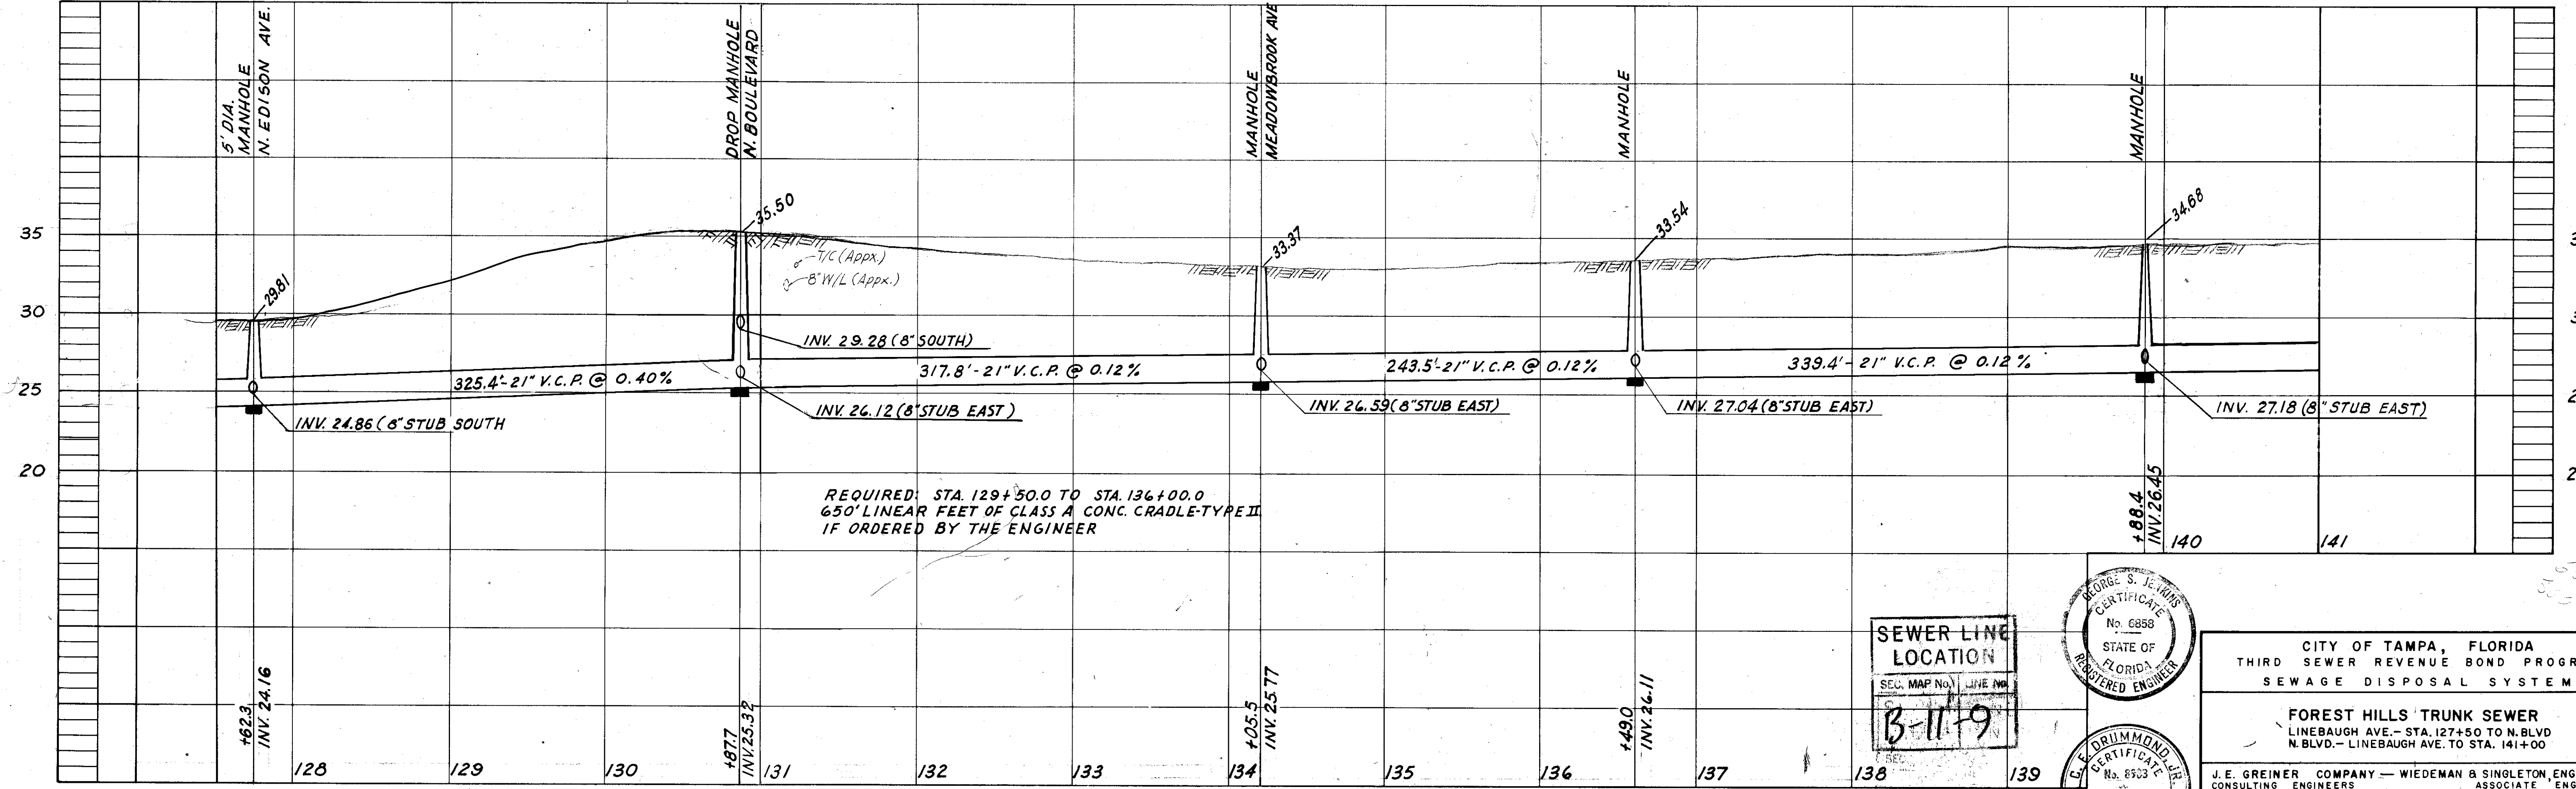 5' DIA.
MANHOLE
N. EDISON AVE.
DROP MANHOLE
N. BOULEVARD
MANHOLE
MEADOWBROOK AVE
MANHOLE
MANHOLE
35
30
25
20
29.81
35.50
33.37
33.54
34.68
T/C (Appx.)
8" W/L (Appx.)
INV. 29.28 (8" SOUTH)
325.4'-21" V.C.P. @ 0.40%
317.8'-21" V.C.P. @ 0.12%
243.5'-21" V.C.P. @ 0.12%
339.4'-21" V.C.P. @ 0.12%
INV. 24.86 (8" STUB SOUTH
INV. 26.12 (8" STUB EAST)
INV. 26.59 (8" STUB EAST)
INV. 27.04 (8" STUB EAST)
INV. 27.18 (8" STUB EAST)
REQUIRED: STA. 129+50.0 TO STA. 136+00.0
650' LINEAR FEET OF CLASS A CONC. CRADLE-TYPE II
IF ORDERED BY THE ENGINEER
+62.3
INV. 24.16
+87.7
INV. 25.32
+05.5
INV. 25.77
+49.0
INV. 26.11
+88.4
INV. 26.45
128
129
130
131
132
133
134
135
136
137
138
139
140
141
SEWER LINE
LOCATION
SEC. MAP No. LINE No.
B-11-9
GEORGE S. JENKINS
CERTIFICATE
No. 6858
STATE OF
FLORIDA
REGISTERED ENGINEER
C. E. DRUMMOND, JR.
CERTIFICATE
CITY OF TAMPA, FLORIDA
THIRD SEWER REVENUE BOND PROGR
SEWAGE DISPOSAL SYSTEM
FOREST HILLS TRUNK SEWER
LINEBAUGH AVE.- STA. 127+50 TO N. BLVD
N. BLVD.- LINEBAUGH AVE. TO STA. 141+00
J. E. GREINER COMPANY — WIEDEMAN & SINGLETON, ENG
CONSULTING ENGINEERS ASSOCIATE ENG